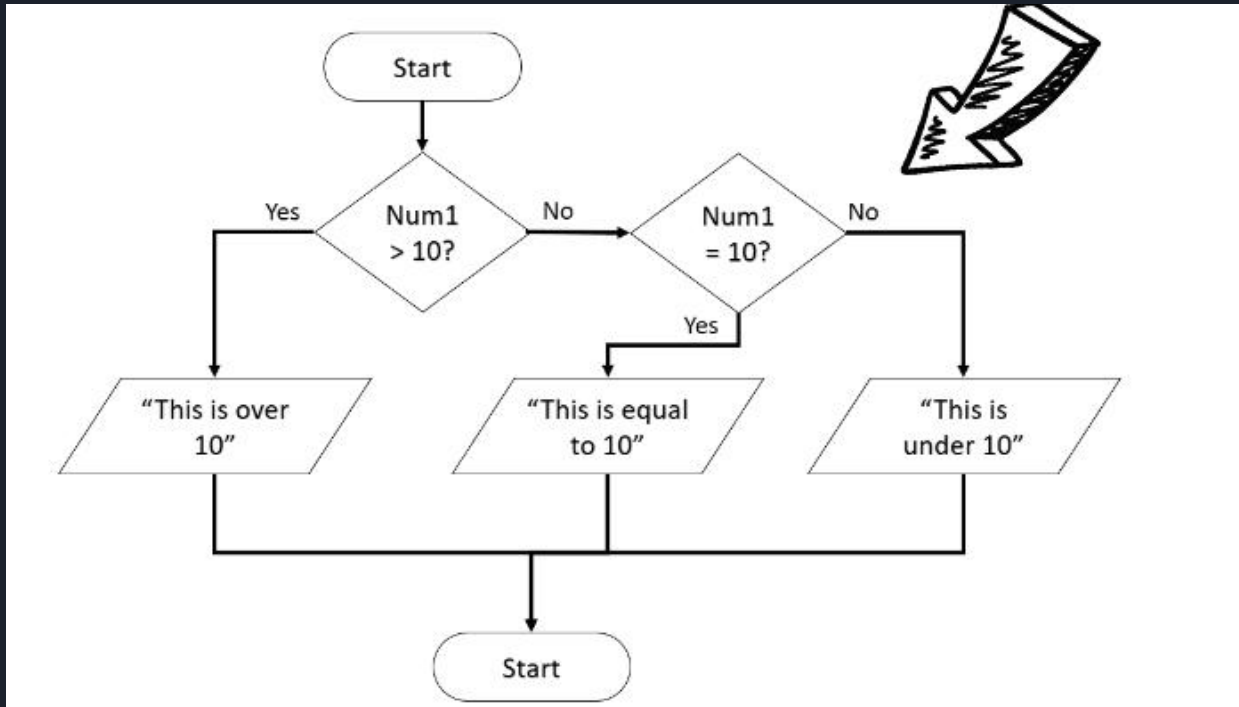 Start
Yes
Num1
> 10?
No
Num1
= 10?
No
Yes
“This is over
10”
“This is equal
to 10”
“This is
under 10”
Start